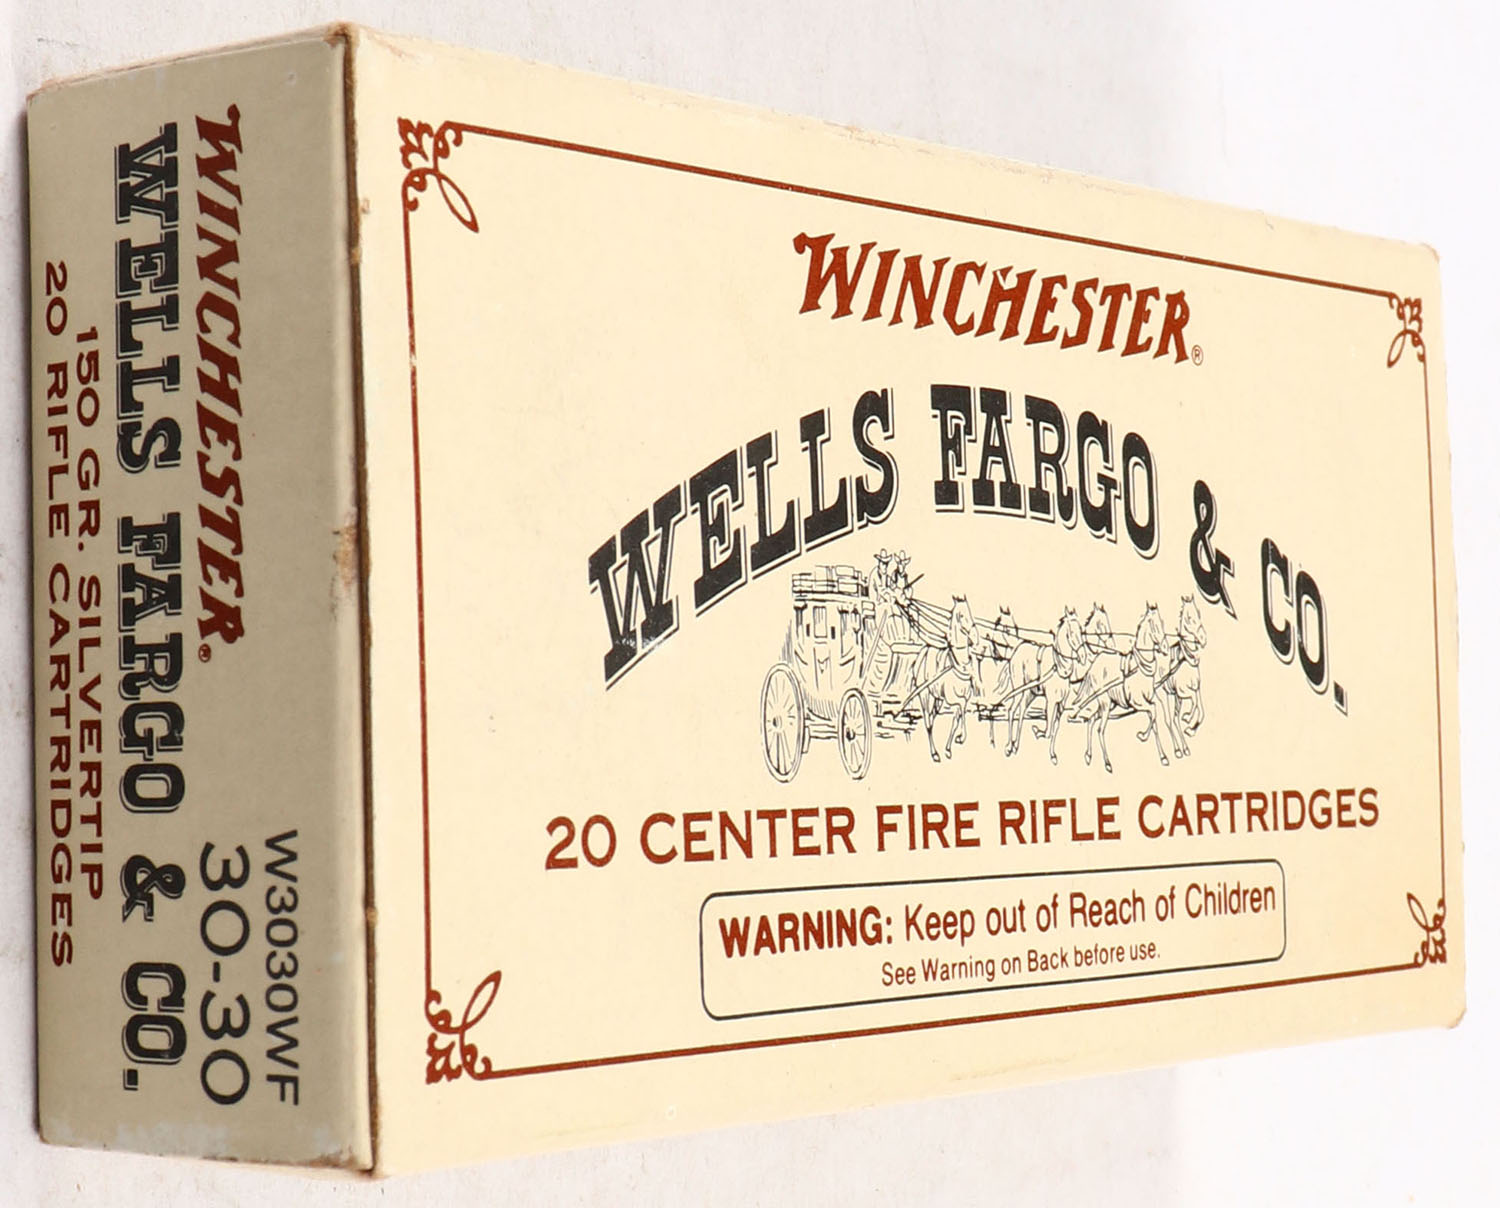 WINCHESTER®
WELLS FARGO & CO.
20 CENTER FIRE RIFLE CARTRIDGES
WARNING: Keep out of Reach of Children
See Warning on Back before use.
W3030WF
30-30
WINCHESTER®
WELLS FARGO & CO.
150 GR. SILVERTIP
20 RIFLE CARTRIDGES